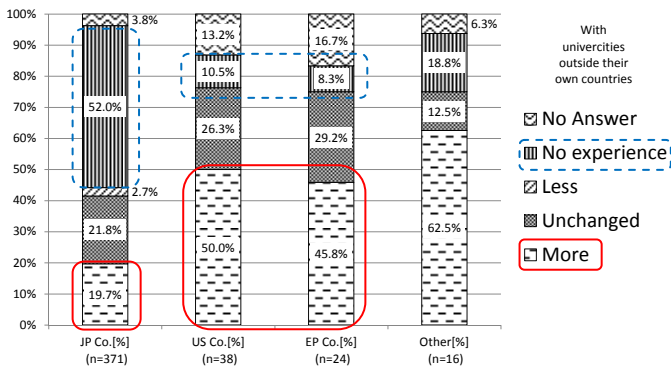 100%
90%
80%
70%
60%
50%
40%
30%
20%
10%
0%
3.8%
52.0%
2.7%
21.8%
19.7%
13.2%
10.5%
26.3%
50.0%
16.7%
8.3%
29.2%
45.8%
6.3%
18.8%
12.5%
62.5%
JP Co.[%]
(n=371)
US Co.[%]
(n=38)
EP Co.[%]
(n=24)
Other[%]
(n=16)
With
univercities
outside their
own countries
No Answer
No experience
Less
Unchanged
More